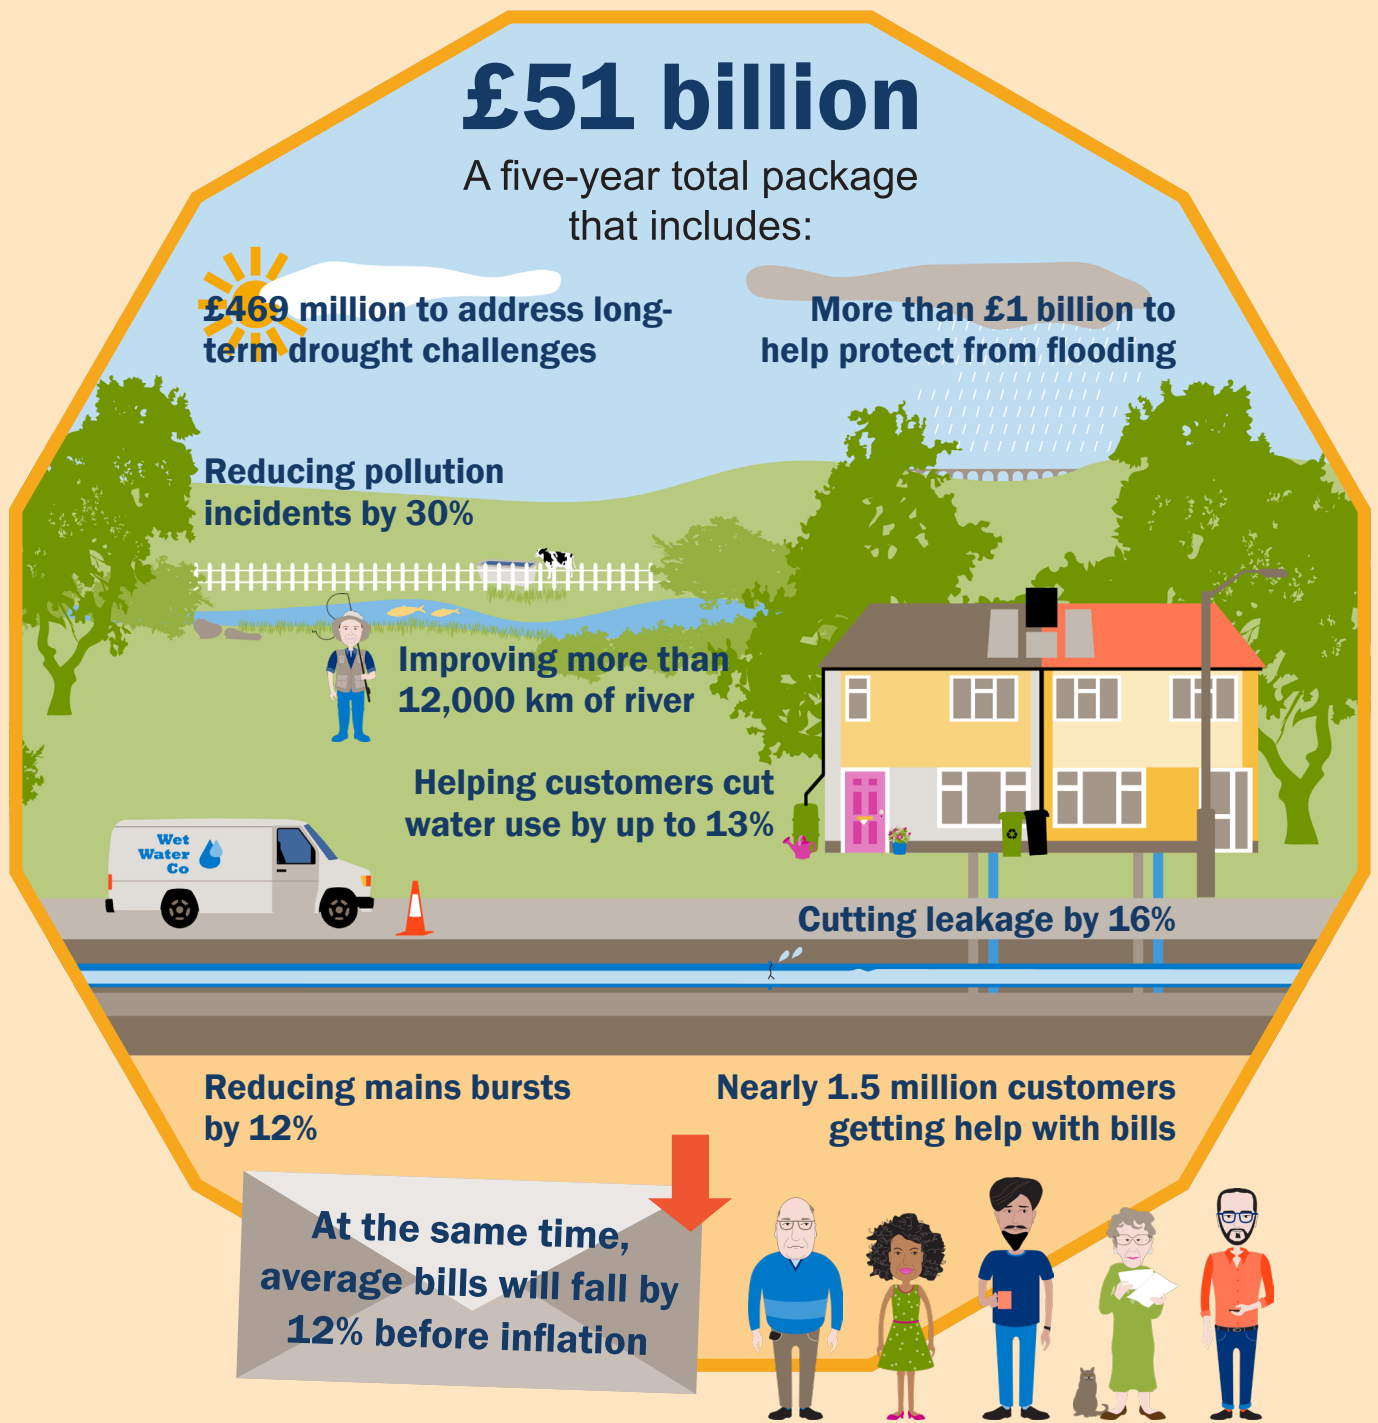 £51 billion
A five-year total package
that includes:
£469 million to address long-
term drought challenges
More than £1 billion to
help protect from flooding
Reducing pollution
incidents by 30%
Improving more than
12,000 km of river
Helping customers cut
water use by up to 13%
Wet
Water
Co
Cutting leakage by 16%
Reducing mains bursts
by 12%
Nearly 1.5 million customers
getting help with bills
At the same time,
average bills will fall by
12% before inflation